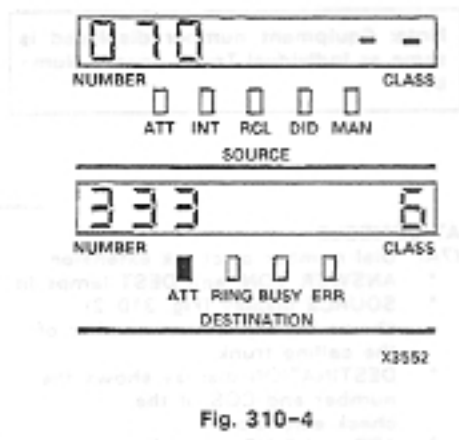 070 --
NUMBER CLASS
ATT INT RCL DID MAN
SOURCE
333 6
NUMBER CLASS
ATT RING BUSY ERR
DESTINATION
X3552
Fig. 310-4